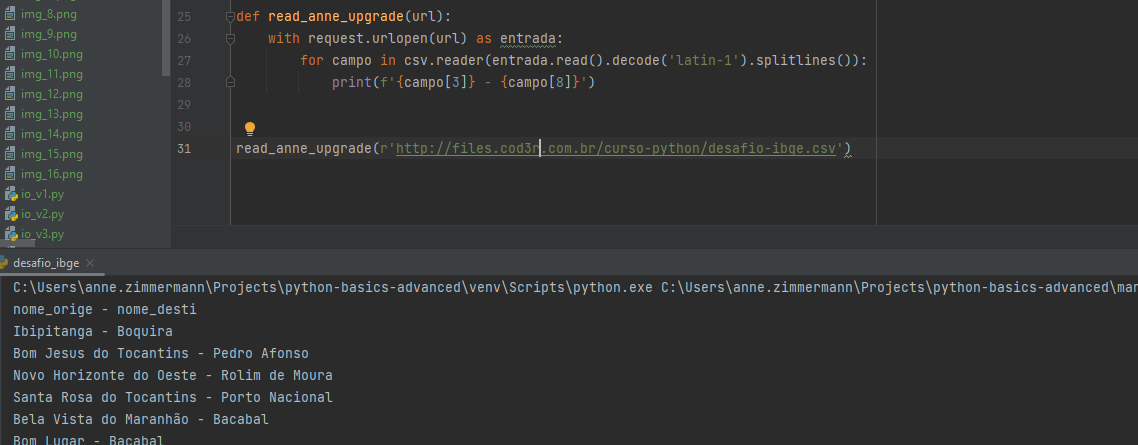 img_8.png
img_9.png
img_10.png
img_11.png
img_12.png
img_13.png
img_14.png
img_15.png
img_16.png
io_v1.py
io_v2.py
io_v3.py
25 def read_anne_upgrade(url):
26 with request.urlopen(url) as entrada:
27 for campo in csv.reader(entrada.read().decode('latin-1').splitlines()):
28 print(f'{campo[3]} - {campo[8]}')
29
30
31 read_anne_upgrade(r'http://files.cod3r.com.br/curso-python/desafio-ibge.csv')
desafio_ibge
C:\Users\anne.zimmermann\Projects\python-basics-advanced\venv\Scripts\python.exe C:\Users\anne.zimmermann\Projects\python-basics-advanced\
nome_orige - nome_desti
Ibipitanga - Boquira
Bom Jesus do Tocantins - Pedro Afonso
Novo Horizonte do Oeste - Rolim de Moura
Santa Rosa do Tocantins - Porto Nacional
Bela Vista do Maranhão - Bacabal
Bom Lugar - Bacabal